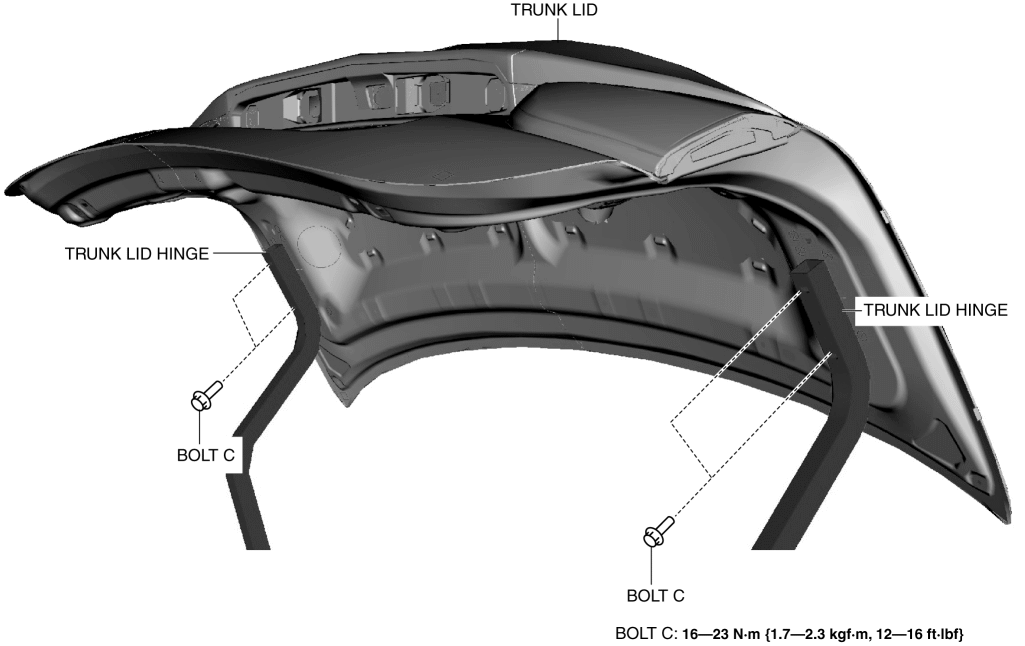 TRUNK LID
TRUNK LID HINGE
TRUNK LID HINGE
BOLT C
BOLT C
BOLT C: 16—23 N·m {1.7—2.3 kgf·m, 12—16 ft·lbf}